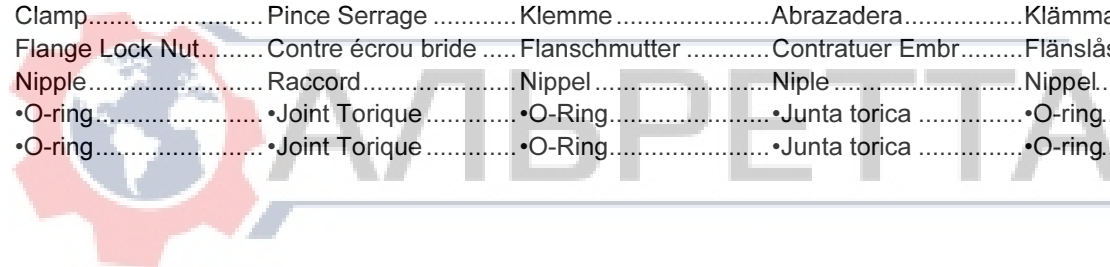 Clamp......................Pince Serrage ............Klemme......................Abrazadera.................Klämma
Flange Lock Nut.........Contre écrou bride .....Flanschmutter.............Contratuer Embr.........Flänslås
Nipple.......................Raccord......................Nippel.........................Niple...........................Nippel..
•O-ring......................•Joint Torique .............•O-Ring.......................•Junta torica ...............•O-ring..
•O-ring......................•Joint Torique .............•O-Ring.......................•Junta torica ...............•O-ring..
АЛЬРЕТТА